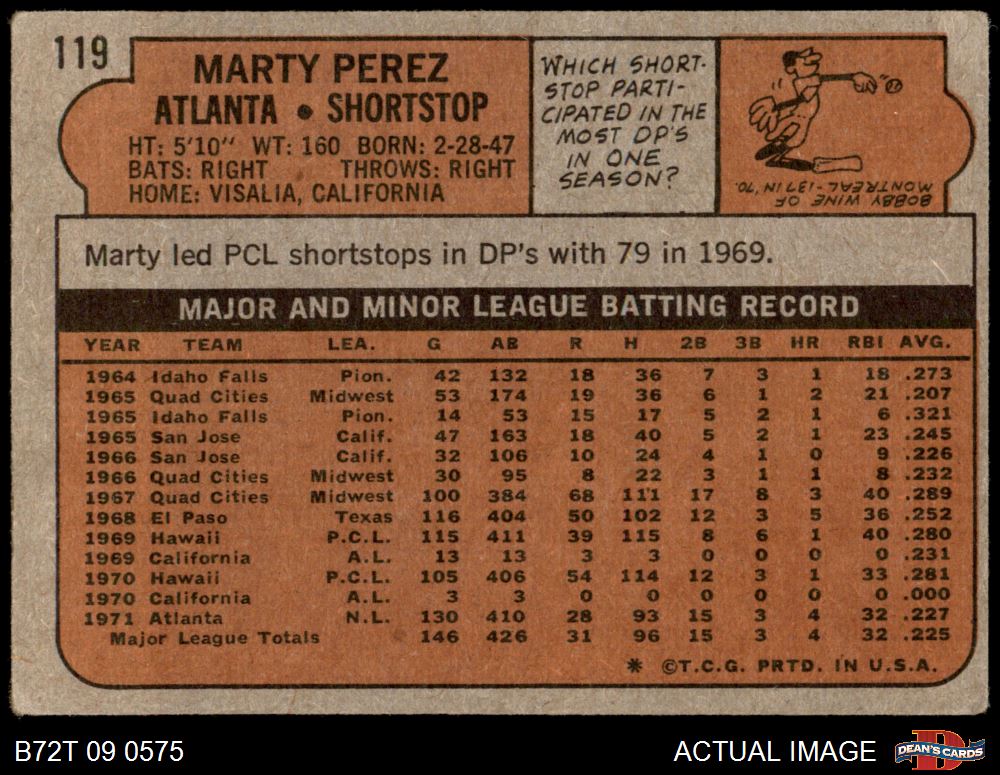 119
MARTY PEREZ
ATLANTA • SHORTSTOP
HT: 5'10" WT: 160 BORN: 2-28-47
BATS: RIGHT THROWS: RIGHT
HOME: VISALIA, CALIFORNIA
WHICH SHORT-
STOP PARTI-
CIPATED IN THE
MOST DP'S
IN ONE
SEASON?
BOBBY WINE OF
MONTREAL-137 IN '70.
Marty led PCL shortstops in DP's with 79 in 1969.
MAJOR AND MINOR LEAGUE BATTING RECORD
YEAR TEAM LEA. G AB R H 2B 3B HR RBI AVG.
1964 Idaho Falls Pion. 42 132 18 36 7 3 1 18 .273
1965 Quad Cities Midwest 53 174 19 36 6 1 2 21 .207
1965 Idaho Falls Pion. 14 53 15 17 5 2 1 6 .321
1965 San Jose Calif. 47 163 18 40 5 2 1 23 .245
1966 San Jose Calif. 32 106 10 24 4 1 0 9 .226
1966 Quad Cities Midwest 30 95 8 22 3 1 1 8 .232
1967 Quad Cities Midwest 100 384 68 111 17 8 3 40 .289
1968 El Paso Texas 116 404 50 102 12 3 5 36 .252
1969 Hawaii P.C.L. 115 411 39 115 8 6 1 40 .280
1969 California A.L. 13 13 3 3 0 0 0 0 .231
1970 Hawaii P.C.L. 105 406 54 114 12 3 1 33 .281
1970 California A.L. 3 3 0 0 0 0 0 0 .000
1971 Atlanta N.L. 130 410 28 93 15 3 4 32 .227
Major League Totals 146 426 31 96 15 3 4 32 .225
* ©T.C.G. PRTD. IN U.S.A.
B72T 09 0575
ACTUAL IMAGE
DEAN'S CARDS